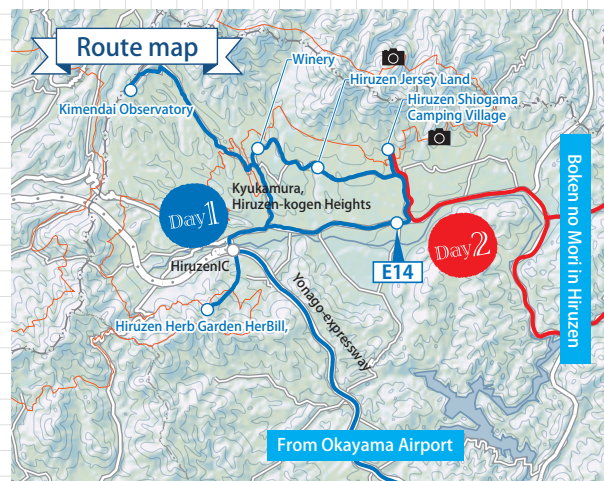 Route map
Winery
Hiruzen Jersey Land
Hiruzen Shiogama
Camping Village
Kimendai Observatory
Kyukamura,
Hiruzen-kogen Heights
Day1
Day2
E14
HiruzenIC
Yonago-expressway
Hiruzen Herb Garden HerBill,
Boken no Mori in Hiruzen
From Okayama Airport